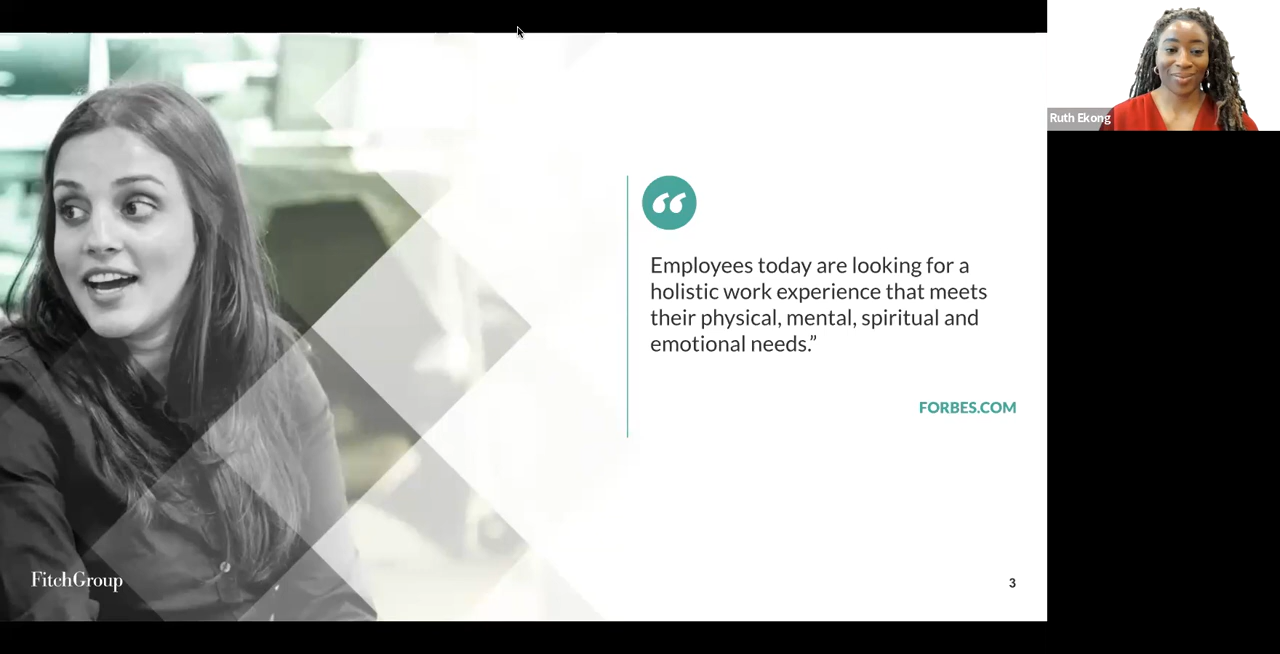 Ruth Ekong
“
Employees today are looking for a
holistic work experience that meets
their physical, mental, spiritual and
emotional needs.”
FORBES.COM
FitchGroup
3